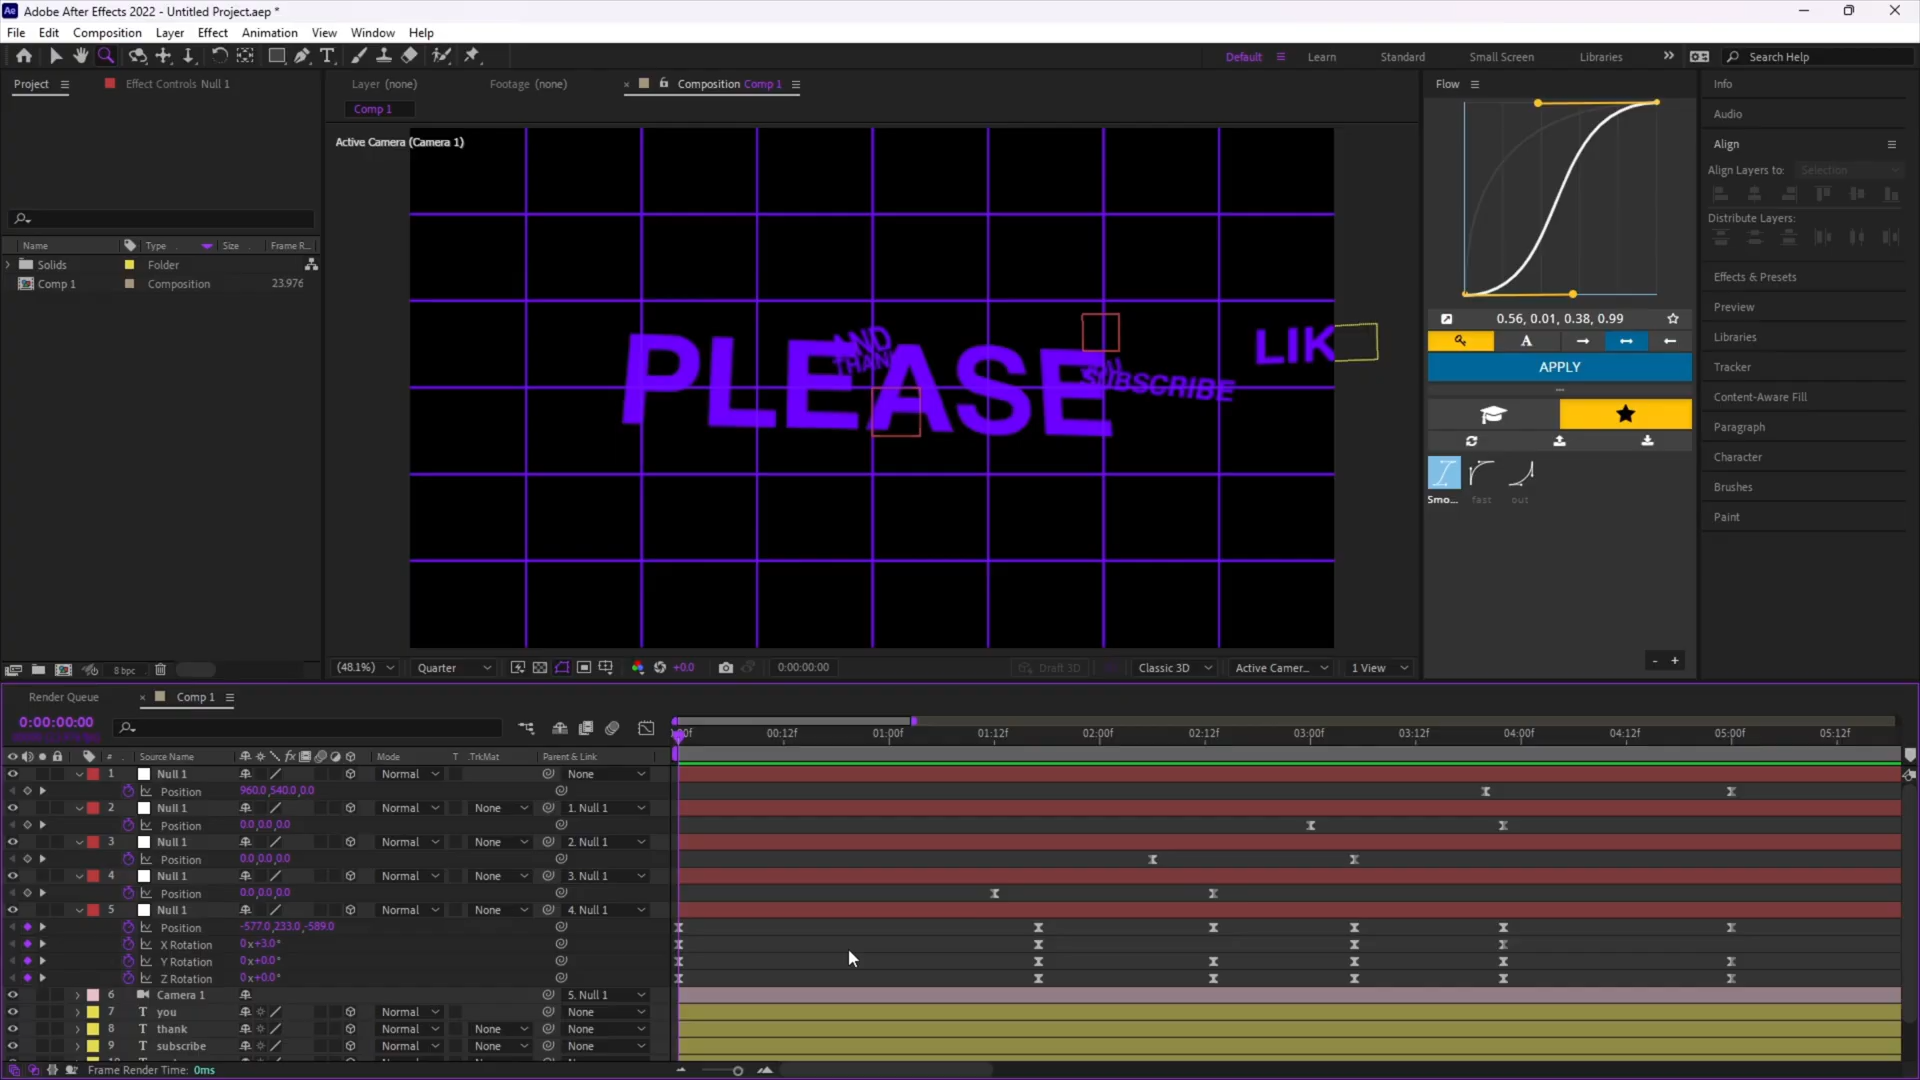 Adobe After Effects 2022 - Untitled Project.aep *
File Edit Composition Layer Effect Animation View Window Help
Default Learn Standard Small Screen Libraries Search Help
Project Effect Controls Null 1
Layer (none) Footage (none) Composition Comp 1
Comp 1
Active Camera (Camera 1)
PLEASE
AND
THAN
SUBSCRIBE
LIK
Name Type Size Frame R...
Solids Folder
Comp 1 Composition 23.976
8 bpc
(48.1%) Quarter +0.0 0:00:00:00 Draft 3D Classic 3D Active Camer... 1 View
Flow
0.56, 0.01, 0.38, 0.99
A
APPLY
Smo... fast out
- +
Info
Audio
Align
Align Layers to: Selection
Distribute Layers:
Effects & Presets
Preview
Libraries
Tracker
Content-Aware Fill
Paragraph
Character
Brushes
Paint
Render Queue Comp 1
0:00:00:00
00:12f 01:00f 01:12f 02:00f 02:12f 03:00f 03:12f 04:00f 04:12f 05:00f 05:12f
# Source Name Mode T .TrkMat Parent & Link
1 Null 1 Normal None
Position 960.0,540.0,0.0
2 Null 1 Normal None 1. Null 1
Position 0.0,0.0,0.0
3 Null 1 Normal None 2. Null 1
Position 0.0,0.0,0.0
4 Null 1 Normal None 3. Null 1
Position 0.0,0.0,0.0
5 Null 1 Normal None 4. Null 1
Position -577.0,233.0,-589.0
X Rotation 0x+3.0°
Y Rotation 0x+0.0°
Z Rotation 0x+0.0°
6 Camera 1 5. Null 1
7 T you Normal None
8 T thank Normal None None
9 T subscribe Normal None None
Frame Render Time: 0ms